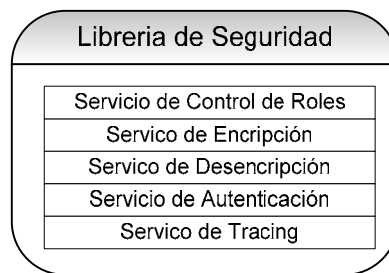 Libreria de Seguridad
Servicio de Control de Roles
Servico de Encripción
Servico de Desencripción
Servicio de Autenticación
Servico de Tracing